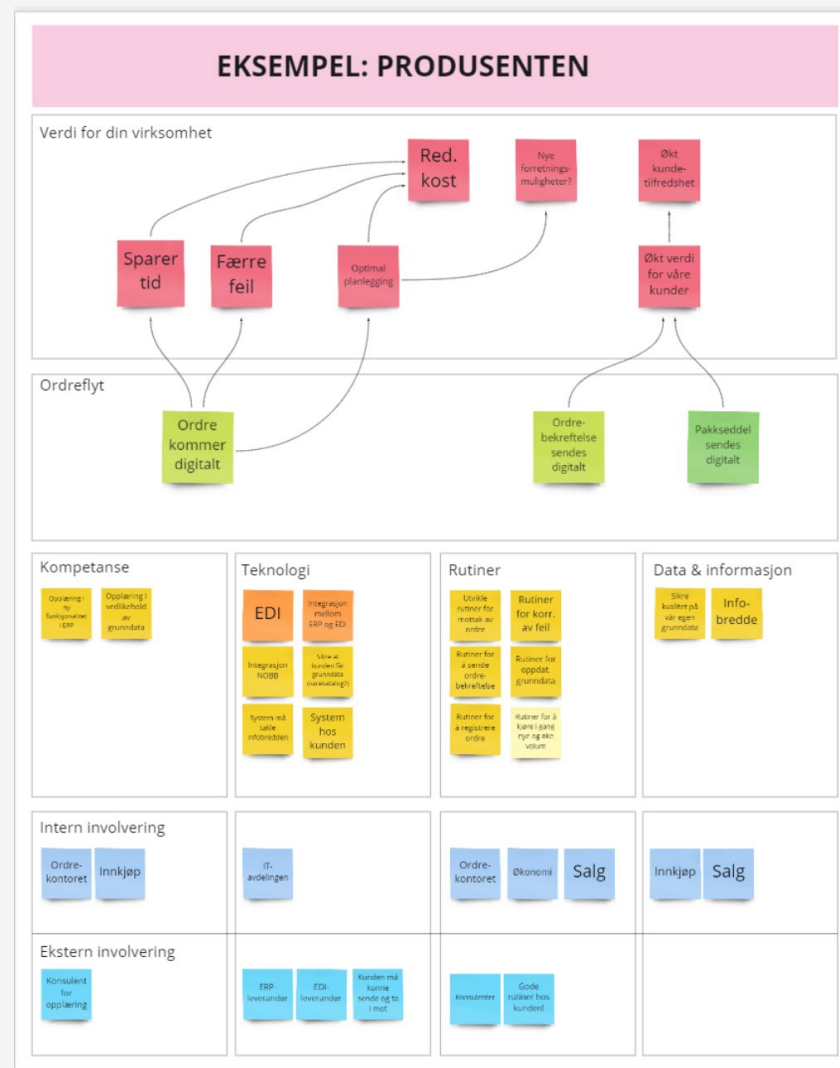 EKSEMPEL: PRODUSENTEN
Verdi for din virksomhet
Red.
kost
Nye
forretnings-
muligheter?
Økt
kunde-
tilfredshet
Sparer
tid
Færre
feil
Optimal
planlegging
Økt verdi
for våre
kunder
Ordreflyt
Ordre
kommer
digitalt
Ordre-
bekreftelse
sendes
digitalt
Pakkseddel
sendes
digitalt
Kompetanse
Opplæring i
ny
funksjonalitet
i ERP
Opplæring i
vedlikehold
av
grunndata
Teknologi
EDI
Integrasjon
mellom
ERP og EDI
Integrasjon
NOBB
Sikre at
kunden får
grunndata
(varekatalog?)
System må
takle
infobredden
System
hos
kunden
Rutiner
Utvikle
rutiner for
mottak av
ordre
Rutiner
for korr.
av feil
Rutiner for
å sende
ordre-
bekreftelse
Rutiner for
oppdat.
grunndata
Rutiner for
å registrere
ordre
Rutiner for å
kjøre i gang
nye og øke
volum
Data & informasjon
Sikre
kvalitet på
vår egen
grunndata
Info-
bredde
Intern involvering
Ordre-
kontoret
Innkjøp
IT-
avdelingen
Ordre-
kontoret
Økonomi
Salg
Innkjøp
Salg
Ekstern involvering
Konsulent
for
opplæring
ERP-
leverandør
EDI-
leverandør
Kunden må
kunne
sende og ta
i mot
Konsulenter
Gode
rutiner hos
kunden!